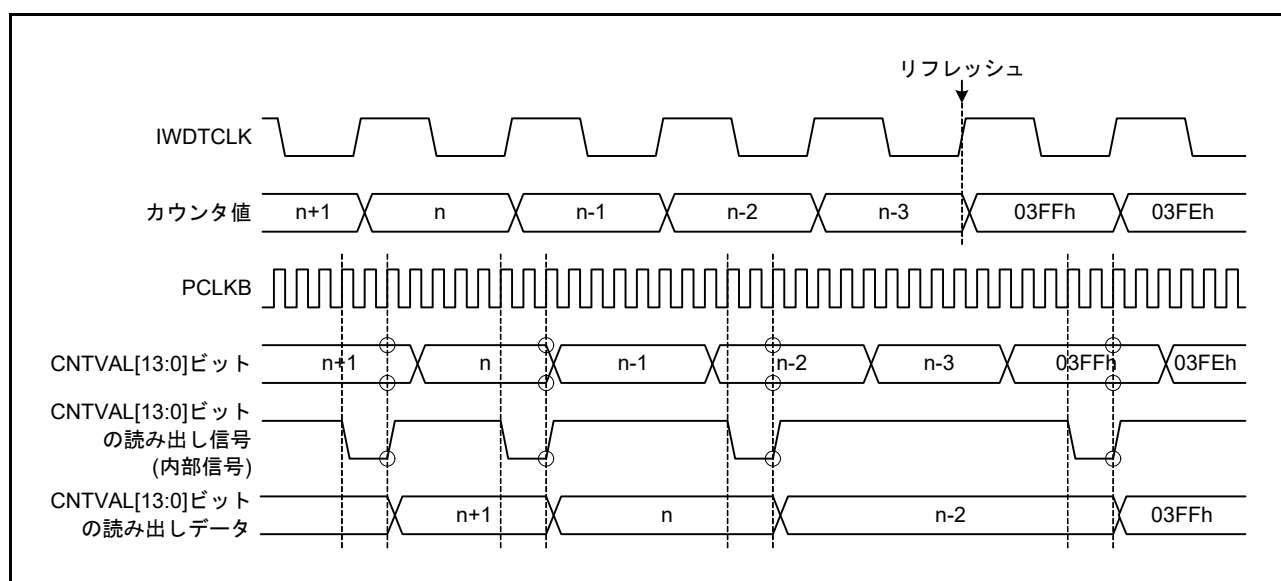 リフレッシュ
IWDTCLK
カウンタ値 n+1 n n-1 n-2 n-3 03FFh 03FEh
PCLKB
CNTVAL[13:0]ビット n+1 n n-1 n-2 n-3 03FFh 03FEh
CNTVAL[13:0]ビット
の読み出し信号
(内部信号)
CNTVAL[13:0]ビット
の読み出しデータ n+1 n n-2 03FFh